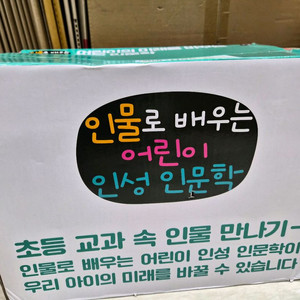 인물로 배우는
어린이
인성 인문학
초등 교과 속 인물 만나기
인물로 배우는 어린이 인성 인문학이
우리 아이의 미래를 바꿀 수 있습니다